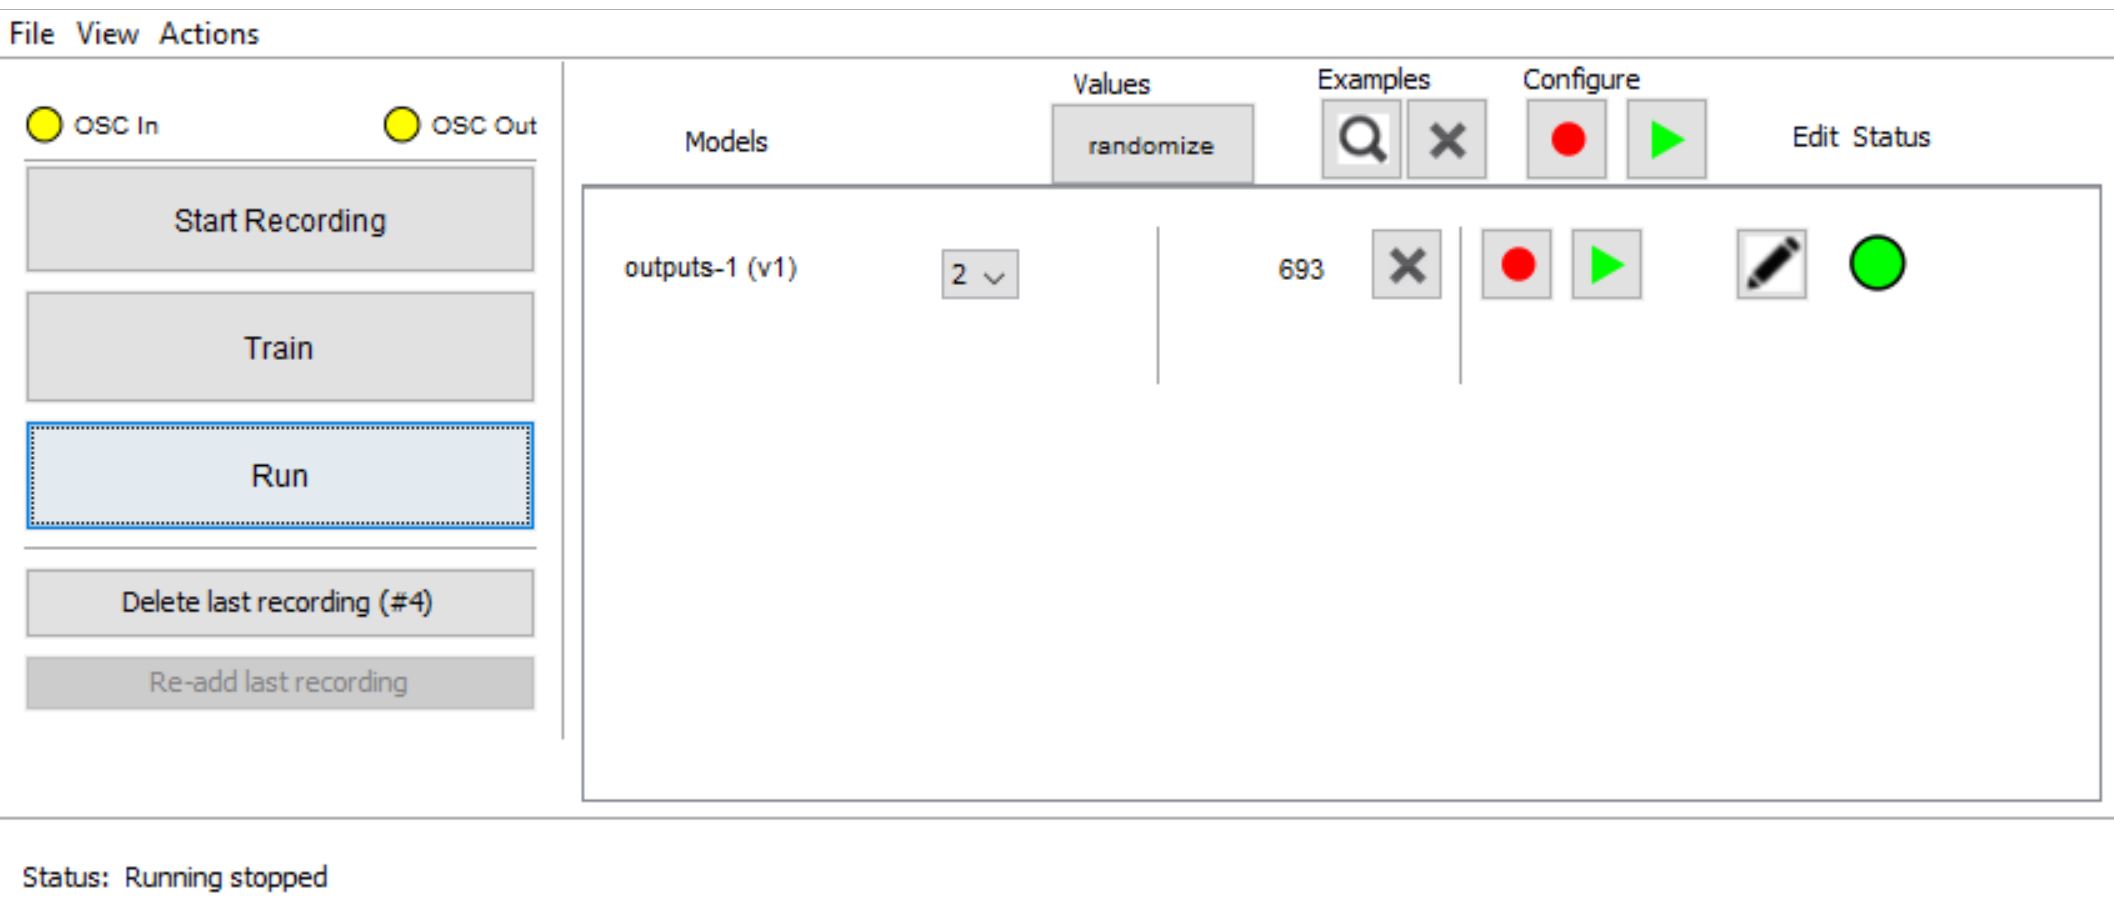 File View Actions
OSC In OSC Out
Start Recording
Train
Run
Delete last recording (#4)
Re-add last recording
Models
Values
randomize
Examples
Configure
Edit Status
outputs-1 (v1) 2 693
Status: Running stopped